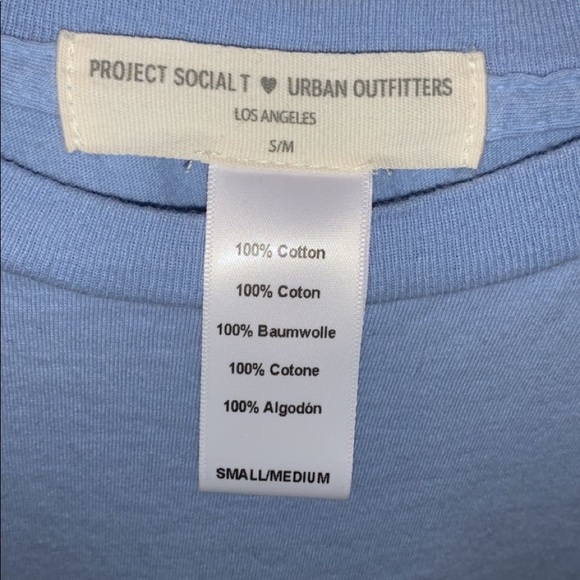 PROJECT SOCIAL T ♥ URBAN OUTFITTERS
LOS ANGELES
S/M
100% Cotton
100% Coton
100% Baumwolle
100% Cotone
100% Algodón
SMALL/MEDIUM